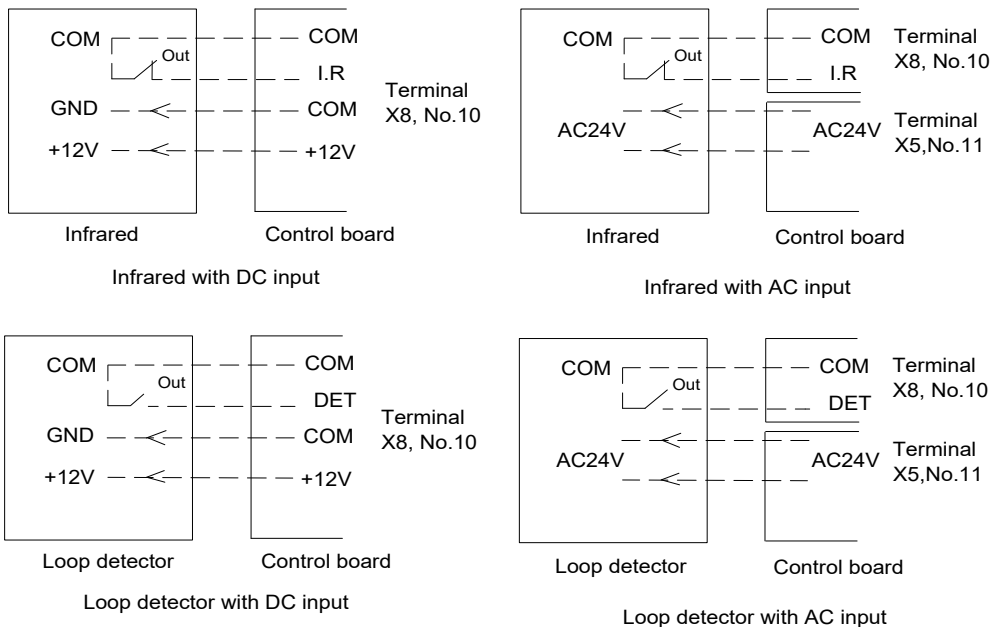 COM
Out
COM
I.R
GND
COM
+12V
+12V
Terminal
X8, No.10
Infrared
Control board
Infrared with DC input
COM
Out
COM
I.R
Terminal
X8, No.10
AC24V
AC24V
Terminal
X5,No.11
Infrared
Control board
Infrared with AC input
COM
Out
COM
DET
GND
COM
+12V
+12V
Terminal
X8, No.10
Loop detector
Control board
Loop detector with DC input
COM
Out
COM
DET
Terminal
X8, No.10
AC24V
AC24V
Terminal
X5,No.11
Loop detector
Control board
Loop detector with AC input